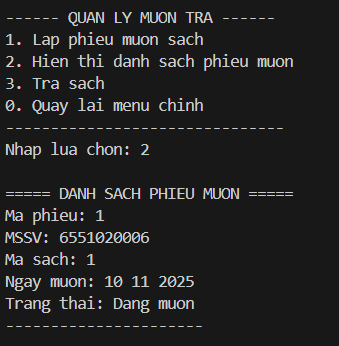 ------ QUAN LY MUON TRA ------
1. Lap phieu muon sach
2. Hien thi danh sach phieu muon
3. Tra sach
0. Quay lai menu chinh
-------------------------------
Nhap lua chon: 2

===== DANH SACH PHIEU MUON =====
Ma phieu: 1
MSSV: 6551020006
Ma sach: 1
Ngay muon: 10 11 2025
Trang thai: Dang muon
----------------------